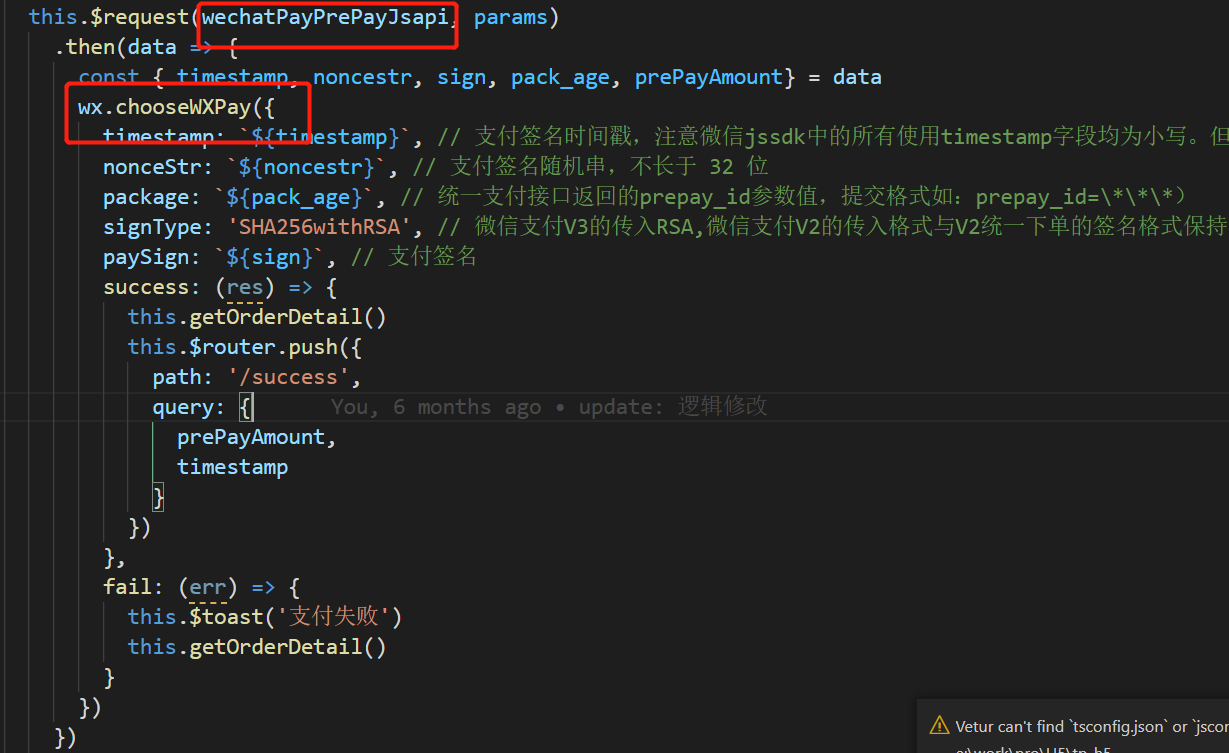 this.$request(wechatPayPrePayJsapi, params)
.then(data => {
const { timestamp, noncestr, sign, pack_age, prePayAmount} = data
wx.chooseWXPay({
timestamp: `${timestamp}`, // 支付签名时间戳，注意微信jssdk中的所有使用timestamp字段均为小写。但
nonceStr: `${noncestr}`, // 支付签名随机串，不长于 32 位
package: `${pack_age}`, // 统一支付接口返回的prepay_id参数值，提交格式如：prepay_id=\*\*\*）
signType: 'SHA256withRSA', // 微信支付V3的传入RSA,微信支付V2的传入格式与V2统一下单的签名格式保持
paySign: `${sign}`, // 支付签名
success: (res) => {
this.getOrderDetail()
this.$router.push({
path: '/success',
query: { You, 6 months ago • update: 逻辑修改
prePayAmount,
timestamp
}
})
},
fail: (err) => {
this.$toast('支付失败')
this.getOrderDetail()
}
})
})
Vetur can't find `tsconfig.json` or `jscon